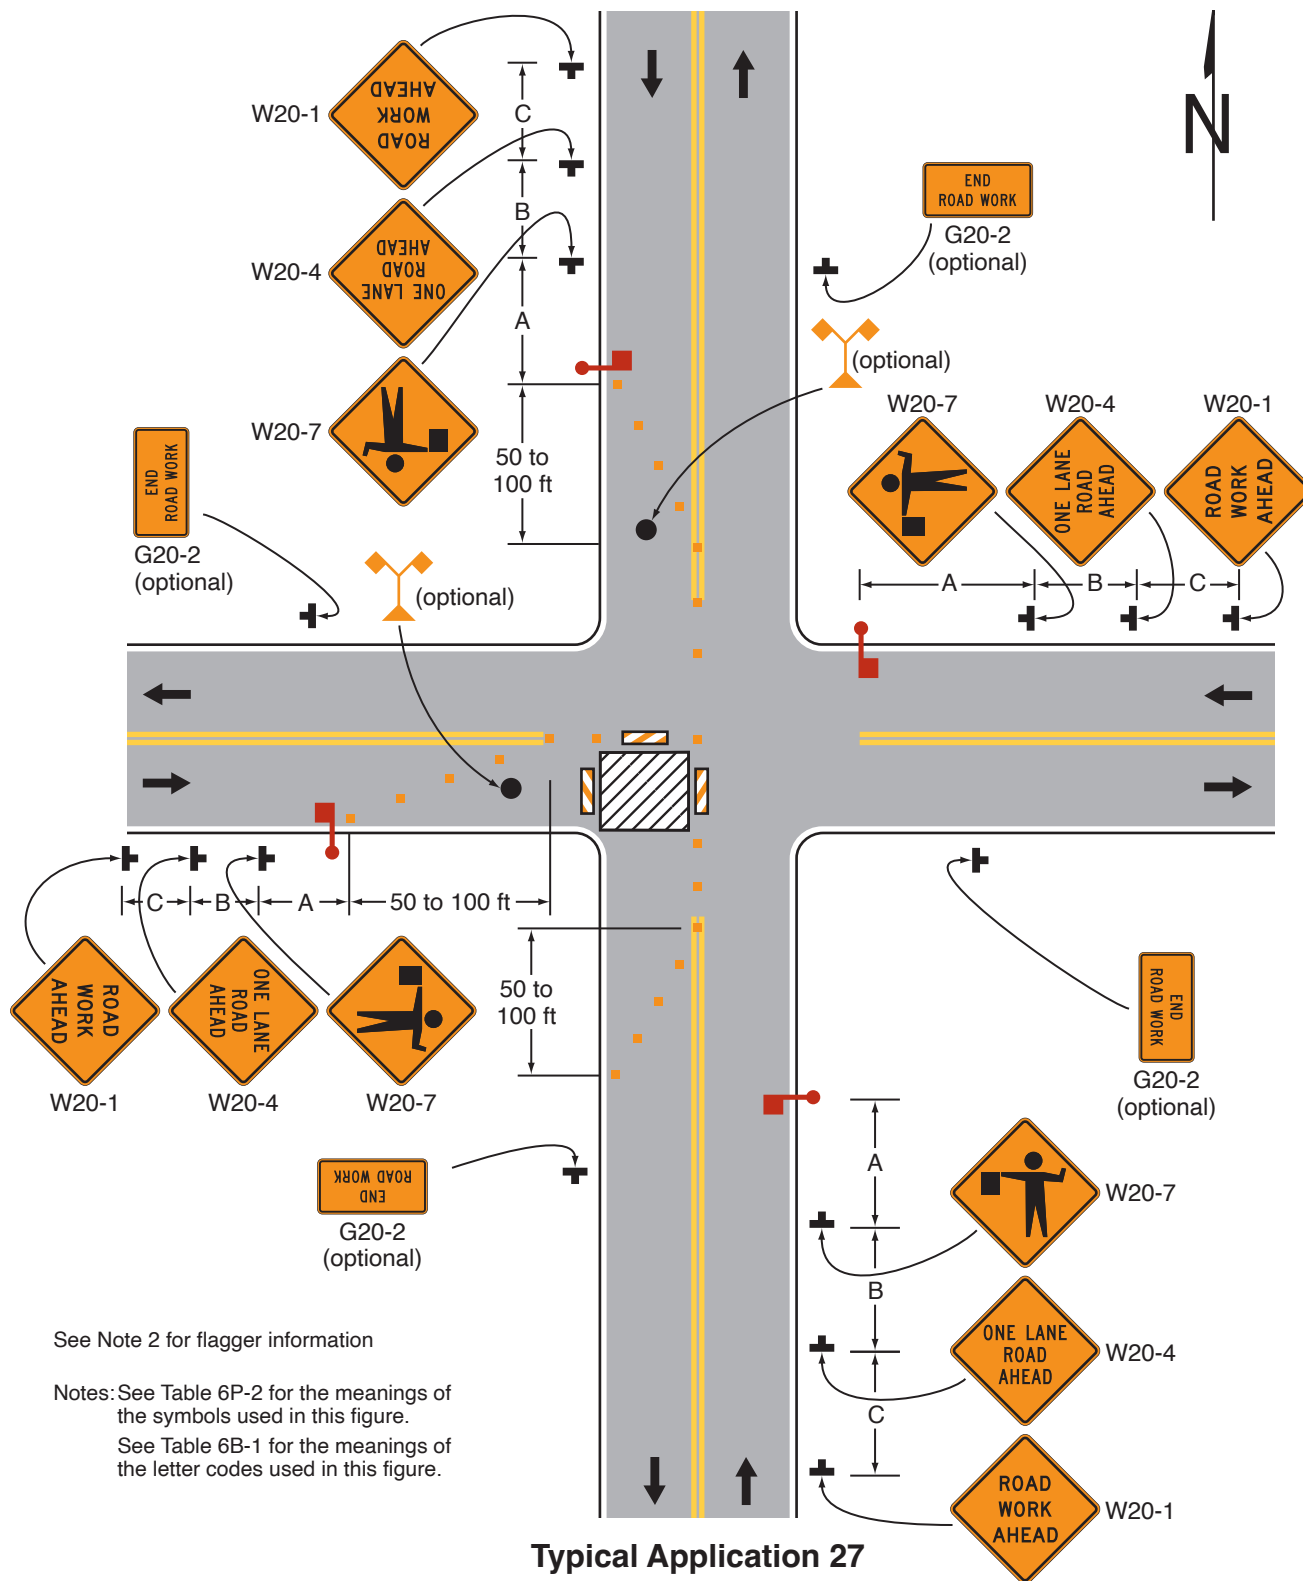 W20-1
ROAD
WORK
AHEAD
C
W20-4
ONE LANE
ROAD
AHEAD
B
W20-7
A
50 to
100 ft
N
END
ROAD WORK
G20-2
(optional)
(optional)
END
ROAD WORK
G20-2
(optional)
(optional)
W20-7
W20-4
W20-1
ONE LANE
ROAD
AHEAD
ROAD
WORK
AHEAD
A
B
C
C
B
A
50 to 100 ft
ROAD
WORK
AHEAD
ONE LANE
ROAD
AHEAD
W20-1
W20-4
W20-7
50 to
100 ft
END
ROAD WORK
G20-2
(optional)
END
ROAD WORK
G20-2
(optional)
A
W20-7
B
ONE LANE
ROAD
AHEAD
W20-4
C
ROAD
WORK
AHEAD
W20-1
See Note 2 for flagger information
Notes: See Table 6P-2 for the meanings of
the symbols used in this figure.
See Table 6B-1 for the meanings of
the letter codes used in this figure.
Typical Application 27